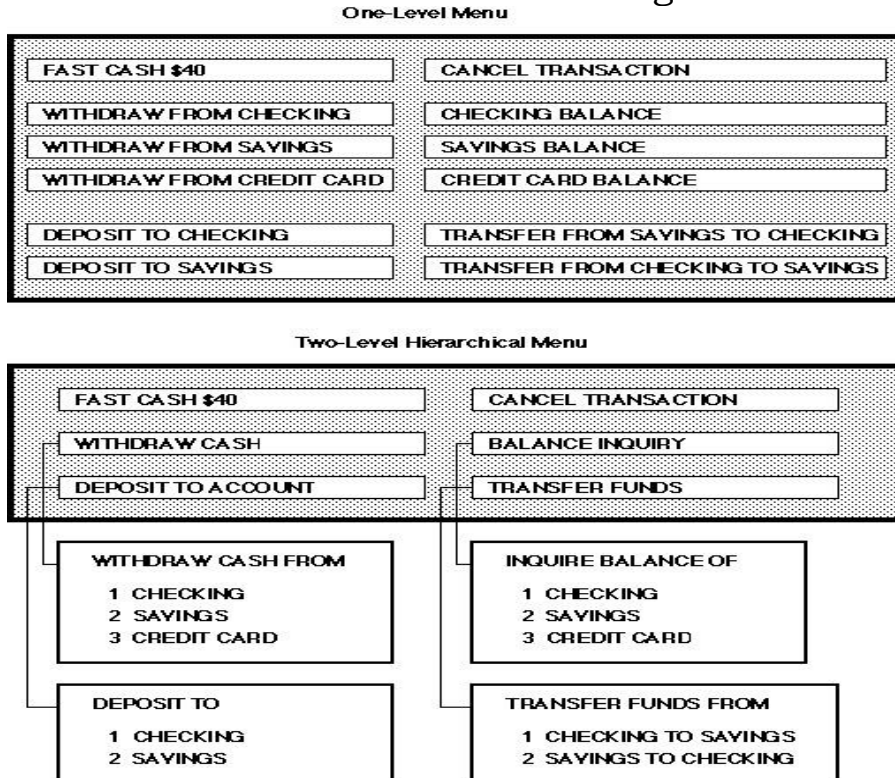 One-Level Menu
FAST CASH $40
CANCEL TRANSACTION
WITHDRAW FROM CHECKING
CHECKING BALANCE
WITHDRAW FROM SAVINGS
SAVINGS BALANCE
WITHDRAW FROM CREDIT CARD
CREDIT CARD BALANCE
DEPOSIT TO CHECKING
TRANSFER FROM SAVINGS TO CHECKING
DEPOSIT TO SAVINGS
TRANSFER FROM CHECKING TO SAVINGS
Two-Level Hierarchical Menu
FAST CASH $40
CANCEL TRANSACTION
WITHDRAW CASH
BALANCE INQUIRY
DEPOSIT TO ACCOUNT
TRANSFER FUNDS
WITHDRAW CASH FROM
1 CHECKING
2 SAVINGS
3 CREDIT CARD
INQUIRE BALANCE OF
1 CHECKING
2 SAVINGS
3 CREDIT CARD
DEPOSIT TO
1 CHECKING
2 SAVINGS
TRANSFER FUNDS FROM
1 CHECKING TO SAVINGS
2 SAVINGS TO CHECKING